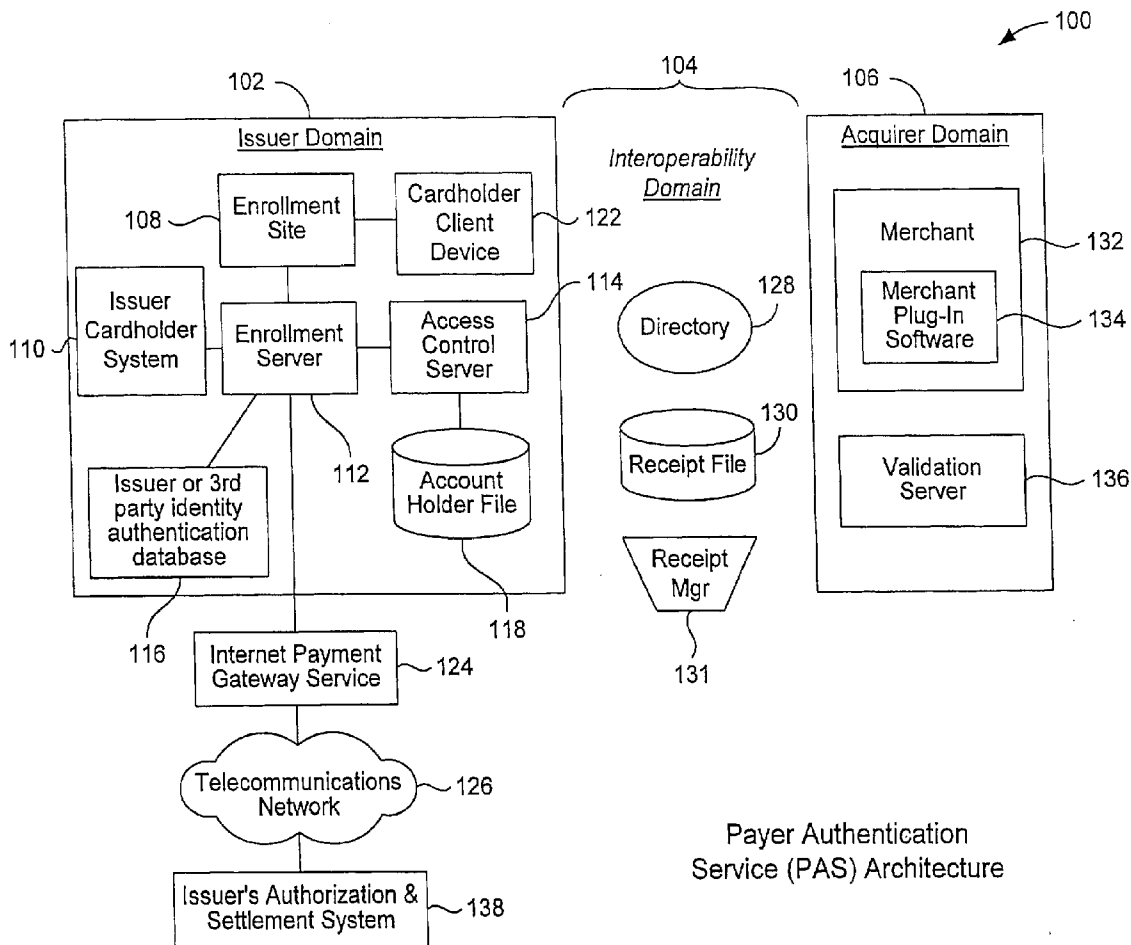 100
104
102
106
Issuer Domain
Interoperability
Domain
Acquirer Domain
108
Enrollment
Site
Cardholder
Client
Device
122
Merchant
132
Merchant
Plug-In
Software
134
110
Issuer
Cardholder
System
Enrollment
Server
112
114
Access
Control
Server
128
Directory
130
Receipt File
Validation
Server
136
Issuer or 3rd
party identity
authentication
database
116
Account
Holder File
118
Receipt
Mgr
131
Internet Payment
Gateway Service
124
Telecommunications
Network
126
Issuer's Authorization &
Settlement System
138
Payer Authentication
Service (PAS) Architecture